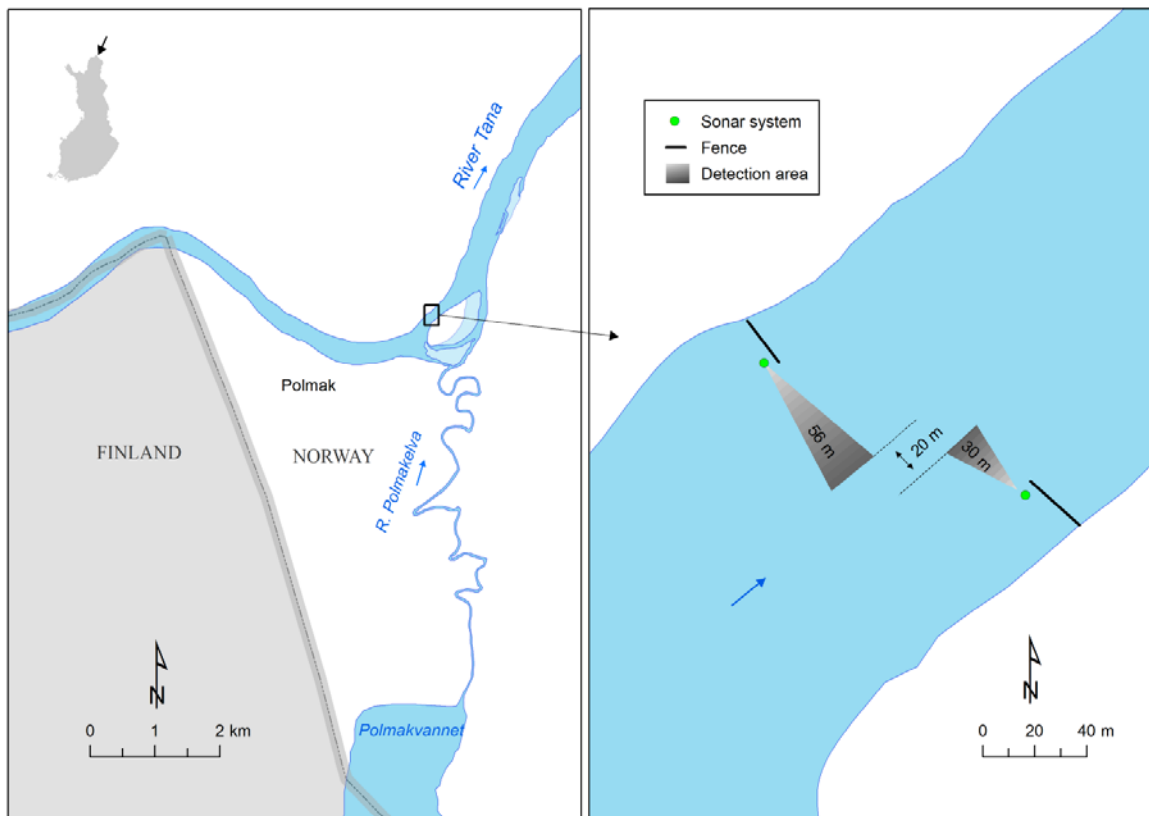 River Tana
Polmak
FINLAND
NORWAY
R. Polmakelva
N
0 1 2 km
Polmakvannet
Sonar system
Fence
Detection area
56 m
20 m
30 m
N
0 20 40 m